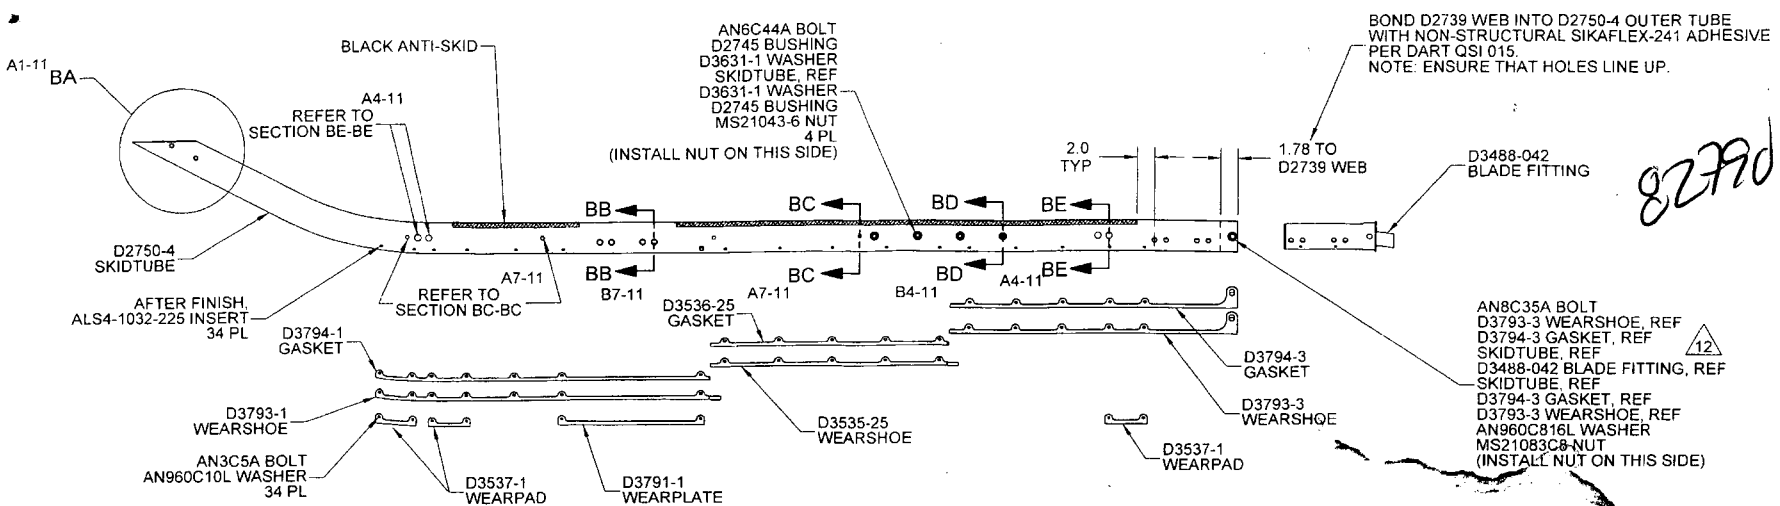 A1-11 BA
BLACK ANTI-SKID
A4-11
REFER TO
SECTION BE-BE
AN6C44A BOLT
D2745 BUSHING
D3631-1 WASHER
SKIDTUBE, REF
D3631-1 WASHER
D2745 BUSHING
MS21043-6 NUT
4 PL
(INSTALL NUT ON THIS SIDE)
BOND D2739 WEB INTO D2750-4 OUTER TUBE
WITH NON-STRUCTURAL SIKAFLEX-241 ADHESIVE
PER DART QSI 015.
NOTE: ENSURE THAT HOLES LINE UP.
2.0
TYP
1.78 TO
D2739 WEB
D3488-042
BLADE FITTING
BB
BC
BD
BE
D2750-4
SKIDTUBE
AFTER FINISH,
ALS4-1032-225 INSERT
34 PL
A7-11
REFER TO
SECTION BC-BC
BB
B7-11
BC
A7-11
BD
B4-11
BE
A4-11
D3794-1
GASKET
D3536-25
GASKET
D3794-3
GASKET
D3793-1
WEARSHOE
D3535-25
WEARSHOE
D3793-3
WEARSHOE
AN3C5A BOLT
AN960C10L WASHER
34 PL
D3537-1
WEARPAD
D3791-1
WEARPLATE
D3537-1
WEARPAD
AN8C35A BOLT
D3793-3 WEARSHOE, REF
D3794-3 GASKET, REF
SKIDTUBE, REF
D3488-042 BLADE FITTING, REF
SKIDTUBE, REF
D3794-3 GASKET, REF
D3793-3 WEARSHOE, REF
AN960C816L WASHER
MS21083C8 NUT
(INSTALL NUT ON THIS SIDE)
12